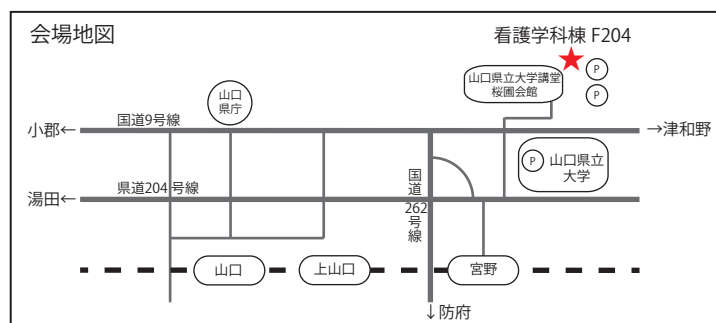 会場地図
看護学科棟 F204
山口県立大学講堂
桜圃会館
P
P
山口
県庁
国道9号線
小郡←
→津和野
P
山口県立
大学
県道204号線
湯田←
国道262号線
山口
上山口
宮野
↓防府